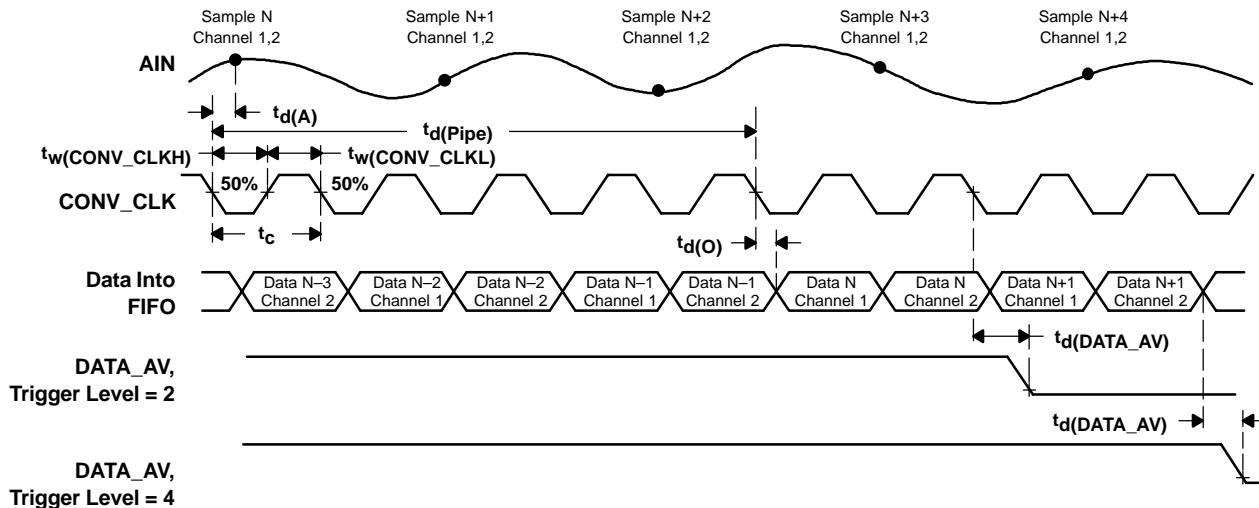 Sample N
Channel 1,2
Sample N+1
Channel 1,2
Sample N+2
Channel 1,2
Sample N+3
Channel 1,2
Sample N+4
Channel 1,2
AIN
td(A)
td(Pipe)
tw(CONV_CLKH)
tw(CONV_CLKL)
50%
50%
CONV_CLK
tc
td(O)
Data Into
FIFO
Data N–3
Channel 2
Data N–2
Channel 1
Data N–2
Channel 2
Data N–1
Channel 1
Data N–1
Channel 2
Data N
Channel 1
Data N
Channel 2
Data N+1
Channel 1
Data N+1
Channel 2
td(DATA_AV)
DATA_AV,
Trigger Level = 2
td(DATA_AV)
DATA_AV,
Trigger Level = 4